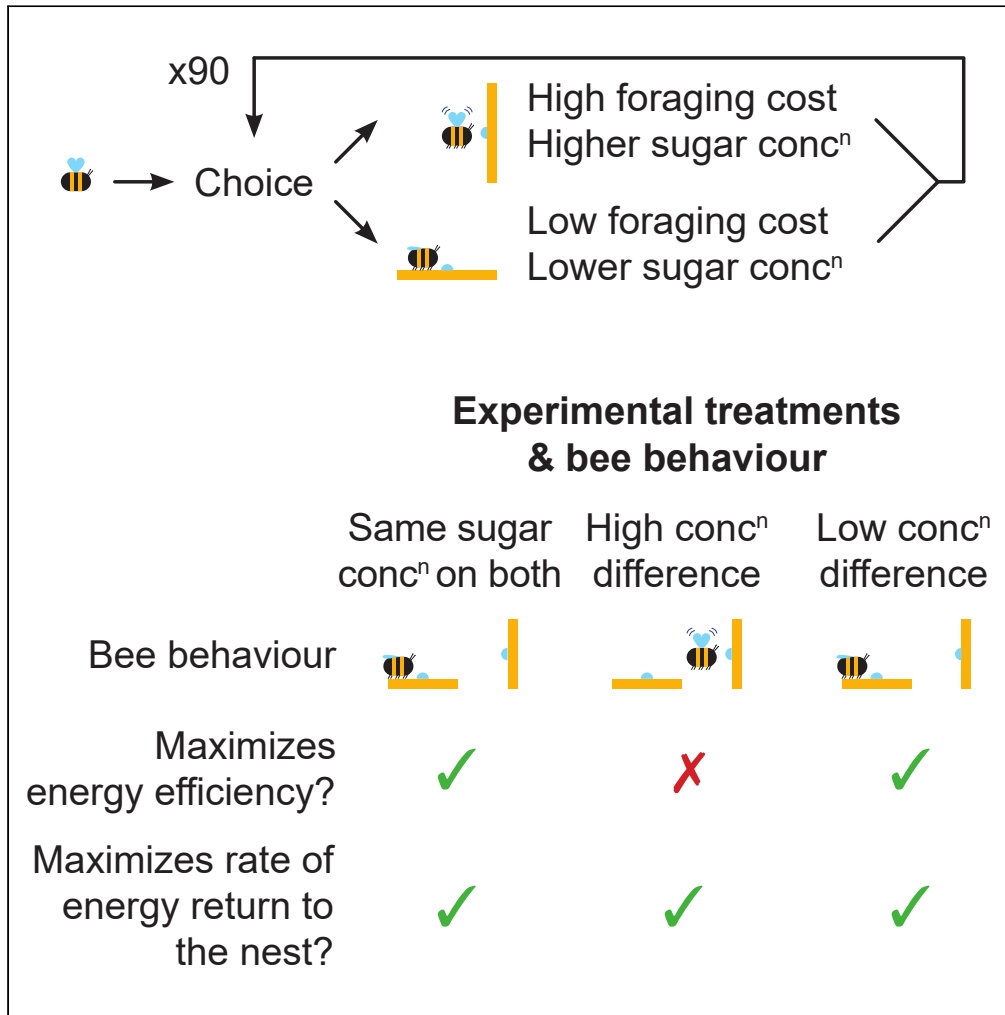 x90
Choice
High foraging cost
Higher sugar concⁿ
Low foraging cost
Lower sugar concⁿ
Experimental treatments
& bee behaviour
Same sugar
concⁿ on both
High concⁿ
difference
Low concⁿ
difference
Bee behaviour
Maximizes
energy efficiency?
Maximizes rate of
energy return to
the nest?